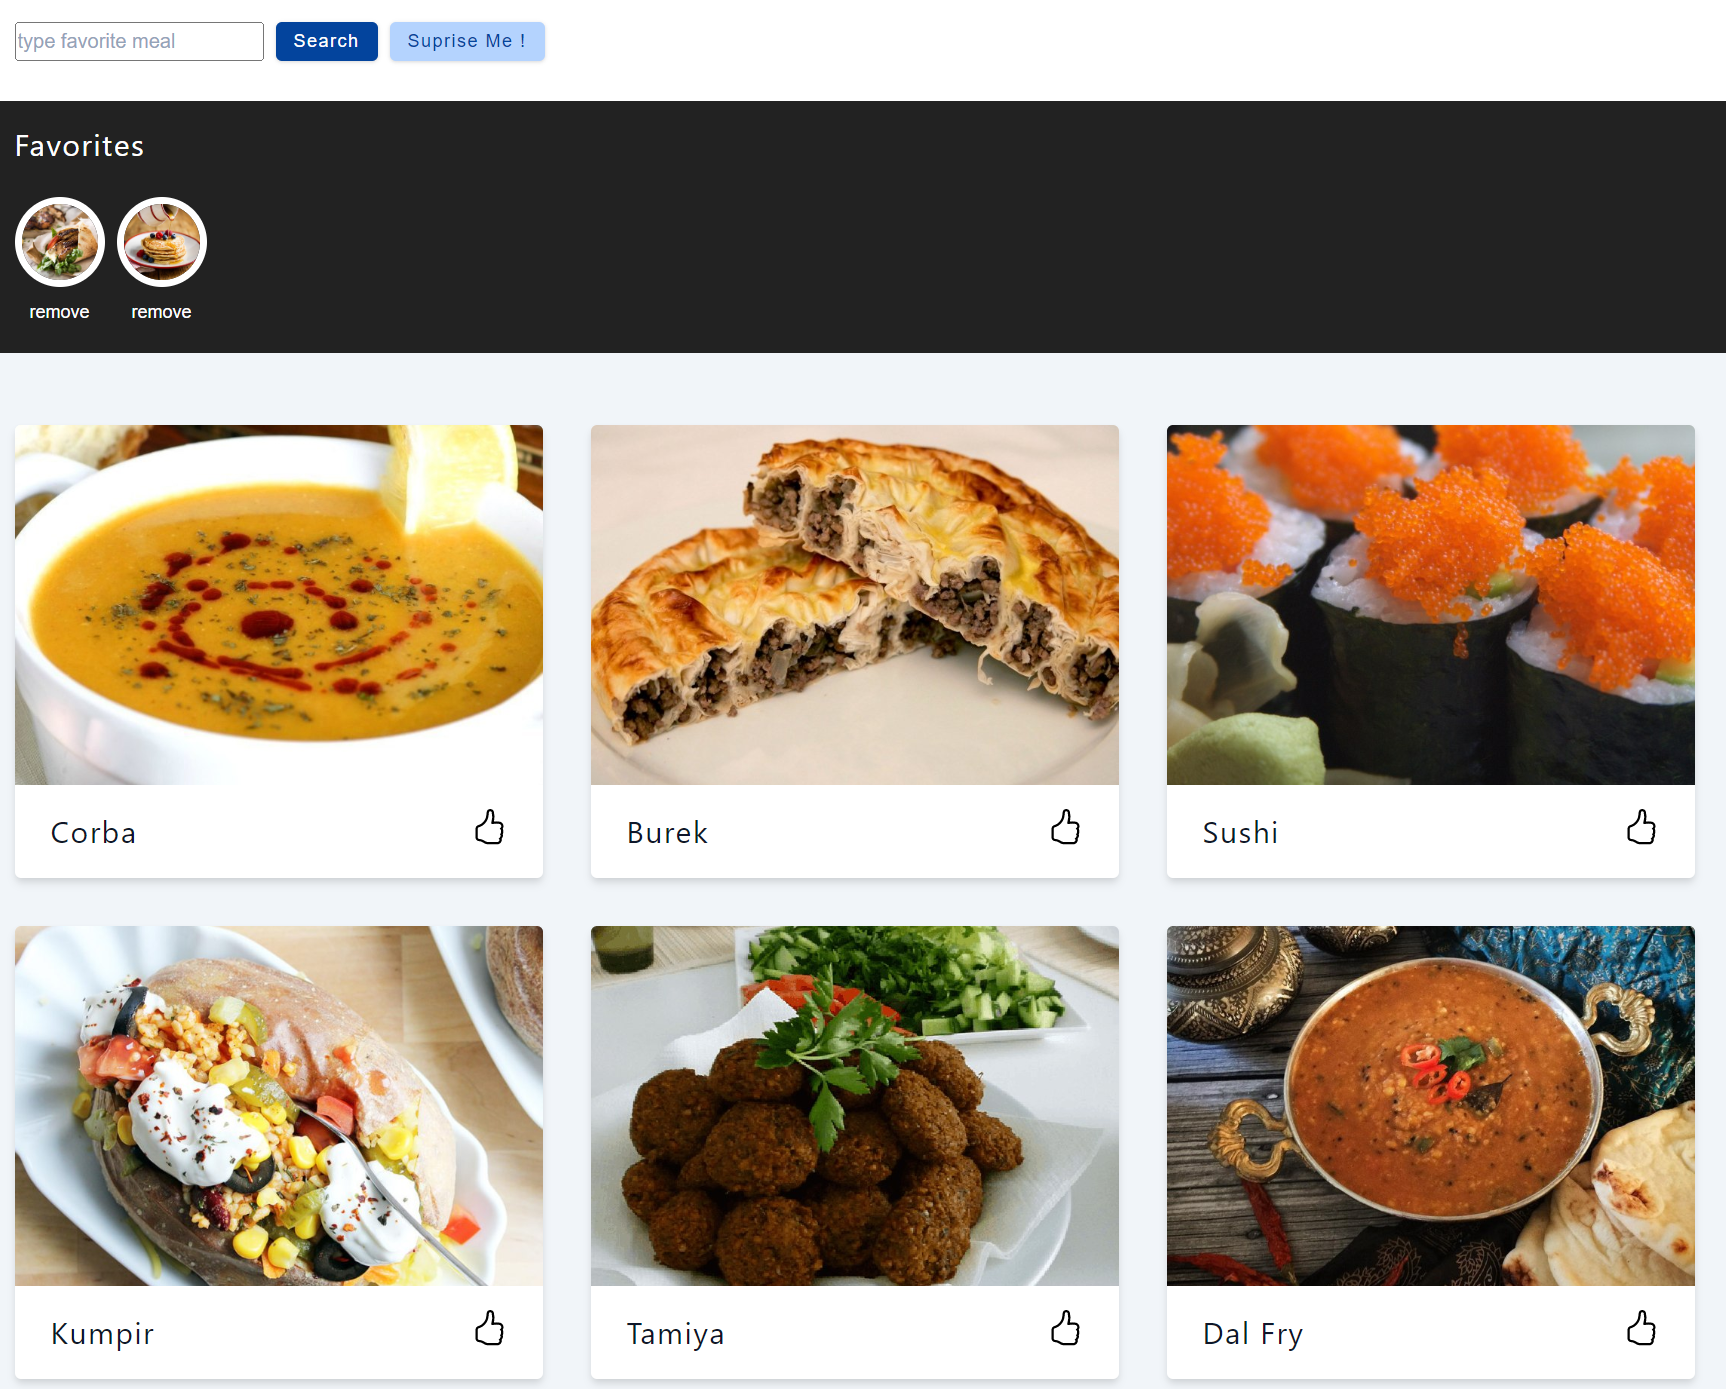 type favorite meal Search Suprise Me !
Favorites
remove remove
Corba Burek Sushi
Kumpir Tamiya Dal Fry